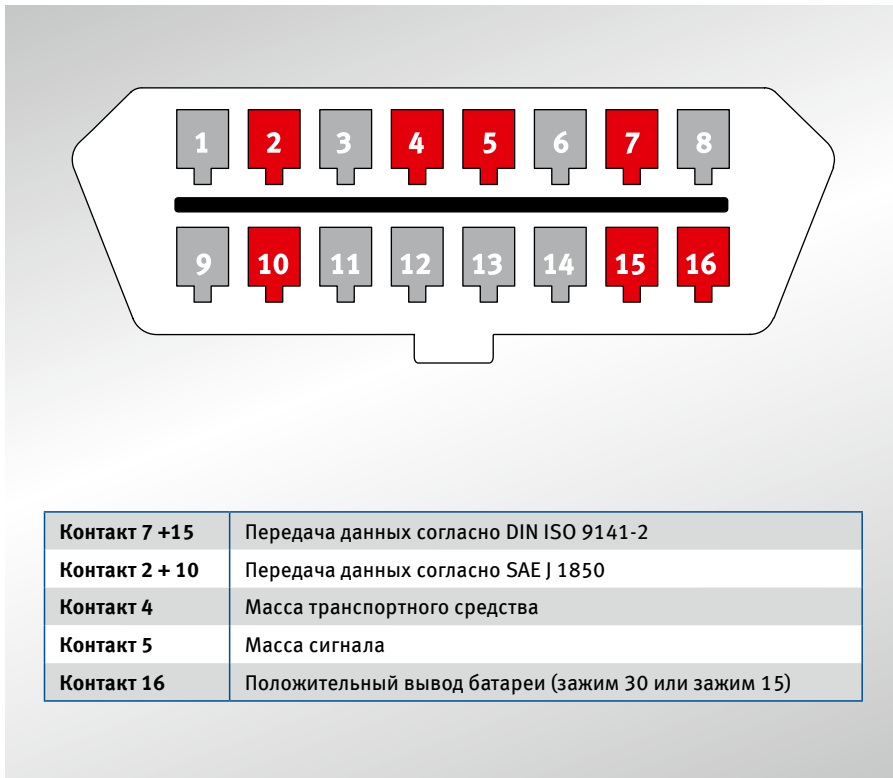 1 2 3 4 5 6 7 8
9 10 11 12 13 14 15 16
Контакт 7 +15 Передача данных согласно DIN ISO 9141-2
Контакт 2 + 10 Передача данных согласно SAE J 1850
Контакт 4 Масса транспортного средства
Контакт 5 Масса сигнала
Контакт 16 Положительный вывод батареи (зажим 30 или зажим 15)